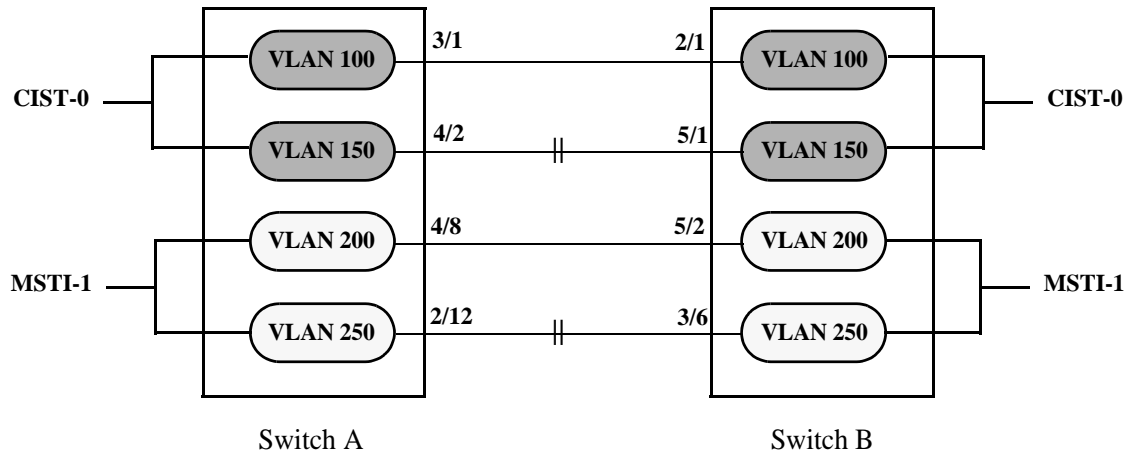 3/1 2/1
VLAN 100 VLAN 100
CIST-0 CIST-0
4/2 5/1
VLAN 150 VLAN 150
4/8 5/2
VLAN 200 VLAN 200
MSTI-1 MSTI-1
2/12 3/6
VLAN 250 VLAN 250
Switch A Switch B